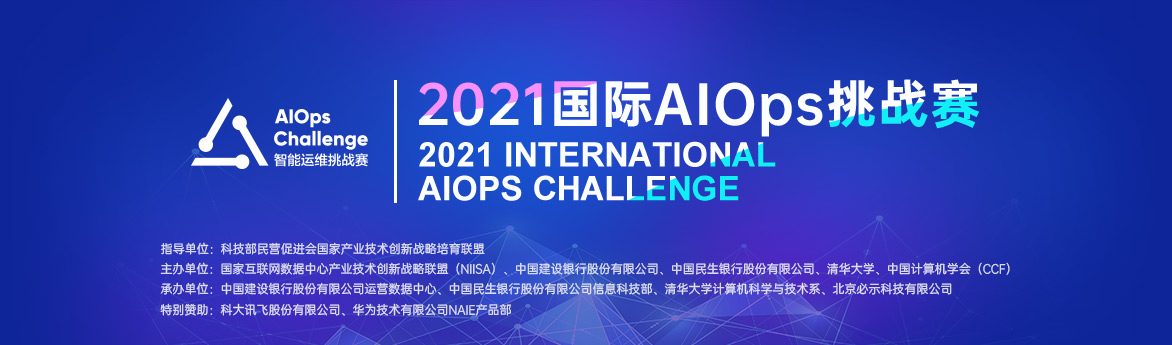 AIOps
Challenge
智能运维挑战赛
2021国际AIOps挑战赛
2021 INTERNATIONAL
AIOPS CHALLENGE
指导单位：科技部民营促进会国家产业技术创新战略培育联盟
主办单位：国家互联网数据中心产业技术创新战略联盟（NIISA）、中国建设银行股份有限公司、中国民生银行股份有限公司、清华大学、中国计算机学会（CCF）
承办单位：中国建设银行股份有限公司运营数据中心、中国民生银行股份有限公司信息科技部、清华大学计算机科学与技术系、北京必示科技有限公司
特别赞助：科大讯飞股份有限公司、华为技术有限公司NAIE产品部